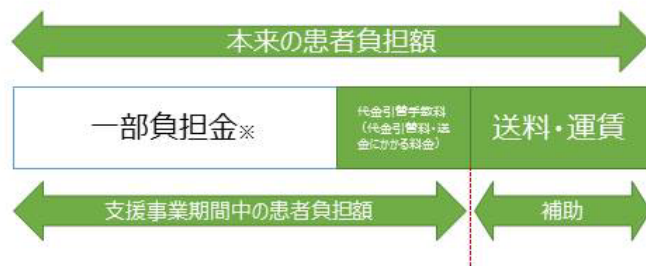 本来の患者負担額
一部負担金※
代金引替手数料
(代金引替料・送
金にかかる料金)
送料・運賃
支援事業期間中の患者負担額
補助